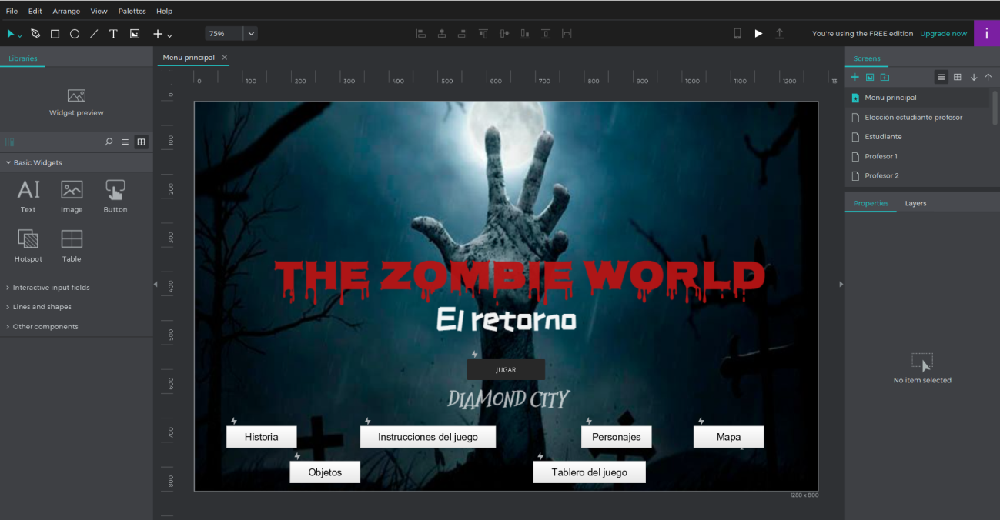 File Edit Arrange View Palettes Help
T 75% You're using the FREE edition Upgrade now i
Libraries
Menu principal
Screens
0 100 200 300 400 500 600 700 800 900 1000 1100 1200 13
Widget preview
Menu principal
Elección estudiante profesor
Estudiante
Profesor 1
Profesor 2
Basic Widgets
AI
Text Image Button
Hotspot Table
Interactive input fields
Lines and shapes
Other components
0
100
200
300
400
500
600
700
800
THE ZOMBIE WORLD
El retorno
JUGAR
DIAMOND CITY
Historia Instrucciones del juego Personajes Mapa
Objetos Tablero del juego
1280 x 800
Properties Layers
No item selected